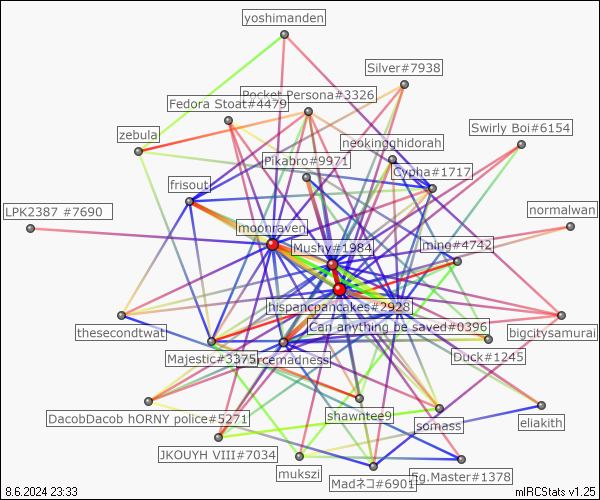 yoshimanden
Silver#7938
Pocket Persona#3326
Fedora Stoat#4479
Swirly Boi#6154
zebula
neokingghidorah
Pikabro#9971
Cypha#1717
frisout
LPK2387 #7690
normalwan
moonraven
Mushy#1984
ming#4742
hispancpancakes#2928
Can anything be saved#0396
thesecondtwat
bigcitysamurai
Majestic#3375
rcemadness
Duck#1245
DacobDacob hORNY police#5271
shawntee9
somass
eliakith
JKOUYH VIII#7034
mukszi
Madネコ#6901
Eg.Master#1378
8.6.2024 23:33
mIRCStats v1.25